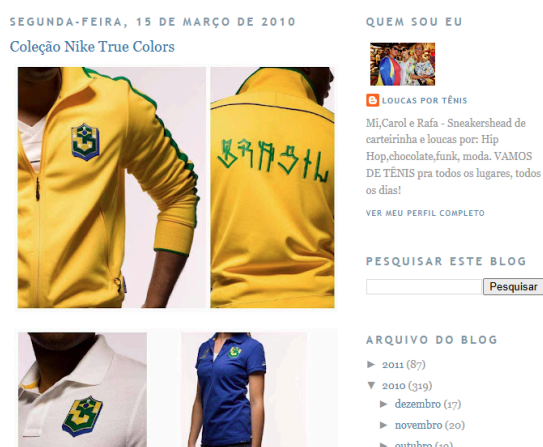 SEGUNDA-FEIRA, 15 DE MARÇO DE 2010
Coleção Nike True Colors
BRASIL
QUEM SOU EU
LOUCAS POR TÊNIS
Mi,Carol e Rafa - Sneakershead de
carteirinha e loucas por: Hip
Hop,chocolate,funk, moda. VAMOS
DE TÊNIS pra todos os lugares, todos
os dias!
VER MEU PERFIL COMPLETO
PESQUISAR ESTE BLOG
Pesquisar
ARQUIVO DO BLOG
► 2011 (87)
▼ 2010 (319)
► dezembro (17)
► novembro (20)
► outubro (19)